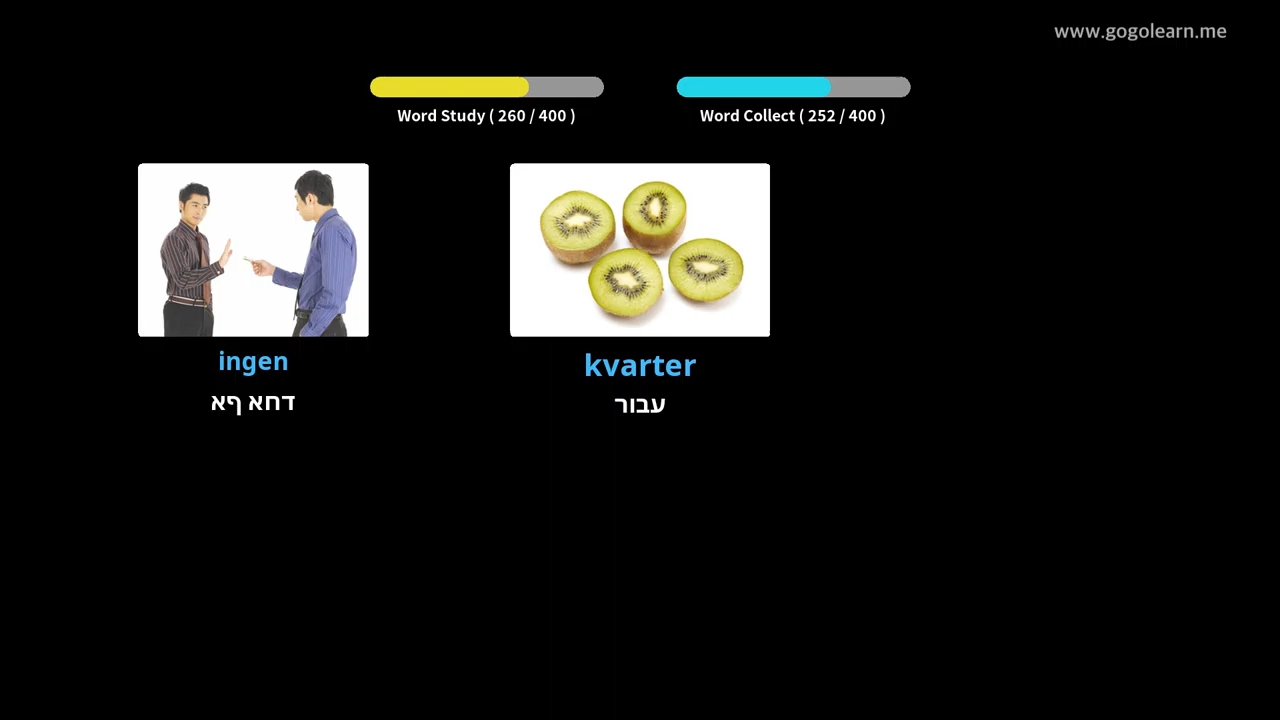 www.gogolearn.me
Word Study ( 260 / 400 )
Word Collect ( 252 / 400 )
ingen
דחא ףא
kvarter
עבור